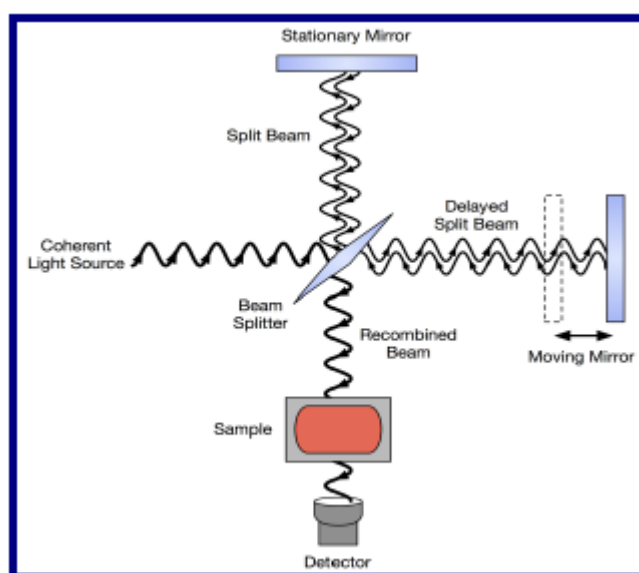 Stationary Mirror
Split Beam
Delayed
Split Beam
Coherent
Light Source
Beam
Splitter
Recombined
Beam
Moving Mirror
Sample
Detector